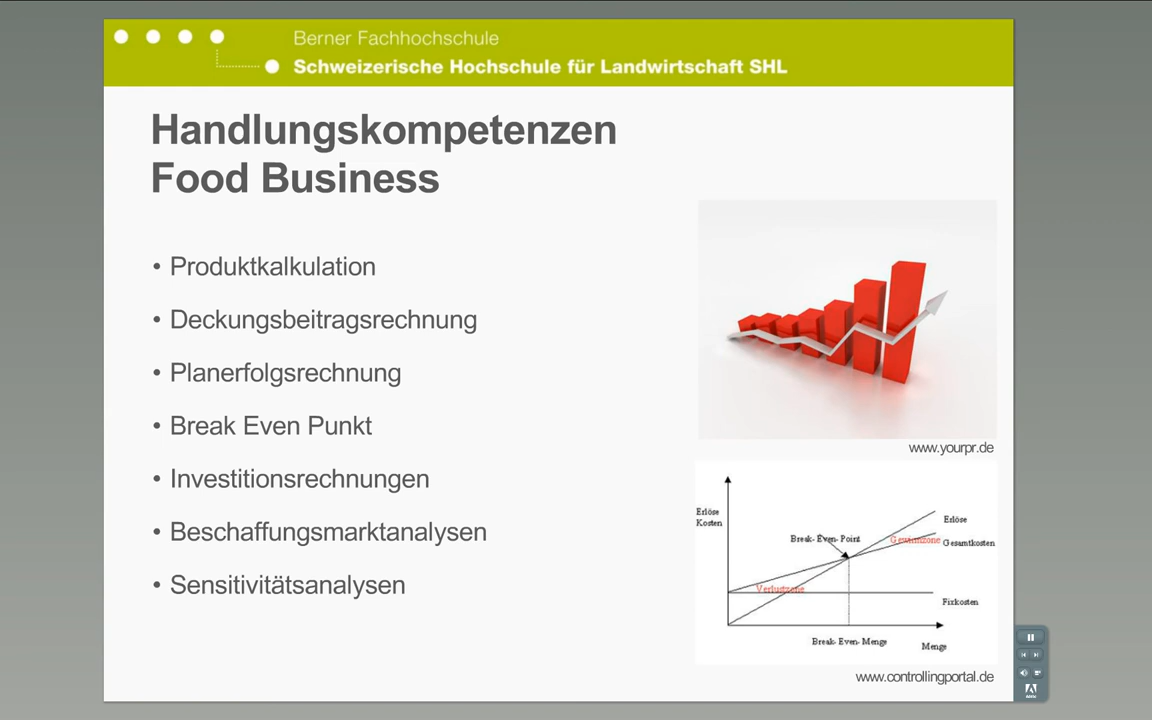 Berner Fachhochschule
Schweizerische Hochschule für Landwirtschaft SHL
Handlungskompetenzen
Food Business
• Produktkalkulation
• Deckungsbeitragsrechnung
• Planerfolgsrechnung
• Break Even Punkt
• Investitionsrechnungen
• Beschaffungsmarktanalysen
• Sensitivitätsanalysen
www.yourpr.de
Erlöse
Kosten
Break- Even- Point
Erlöse
Gewinnzone
Gesamtkosten
Verlustzone
Fixkosten
Break- Even- Menge
Menge
www.controllingportal.de